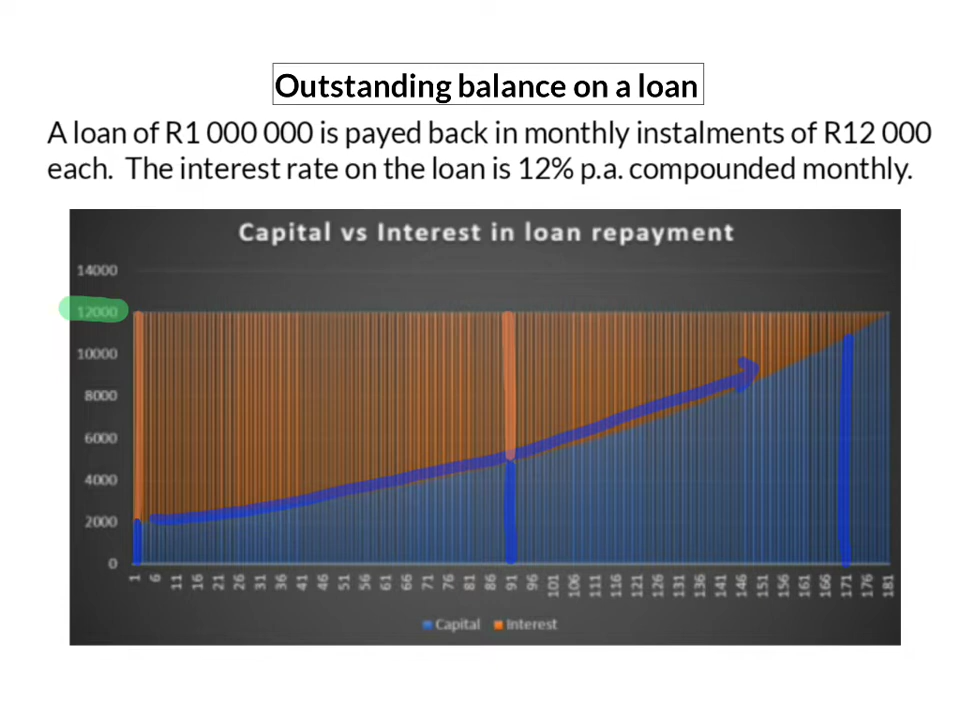 Outstanding balance on a loan
A loan of R1 000 000 is payed back in monthly instalments of R12 000
each. The interest rate on the loan is 12% p.a. compounded monthly.
Capital vs Interest in loan repayment
14000
12000
10000
8000
6000
4000
2000
0
1 6 11 16 21 26 31 36 41 46 51 56 61 66 71 76 81 86 91 96 101 106 111 116 121 126 131 136 141 146 151 156 161 166 171 176 181
Capital Interest